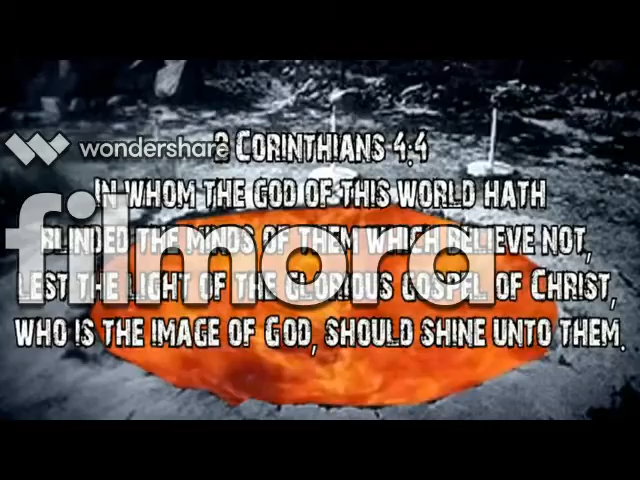 wondershare
filmora
2 Corinthians 4:4
In whom the god of this world hath
blinded the minds of them which believe not,
lest the light of the glorious gospel of Christ,
who is the image of God, should shine unto them.